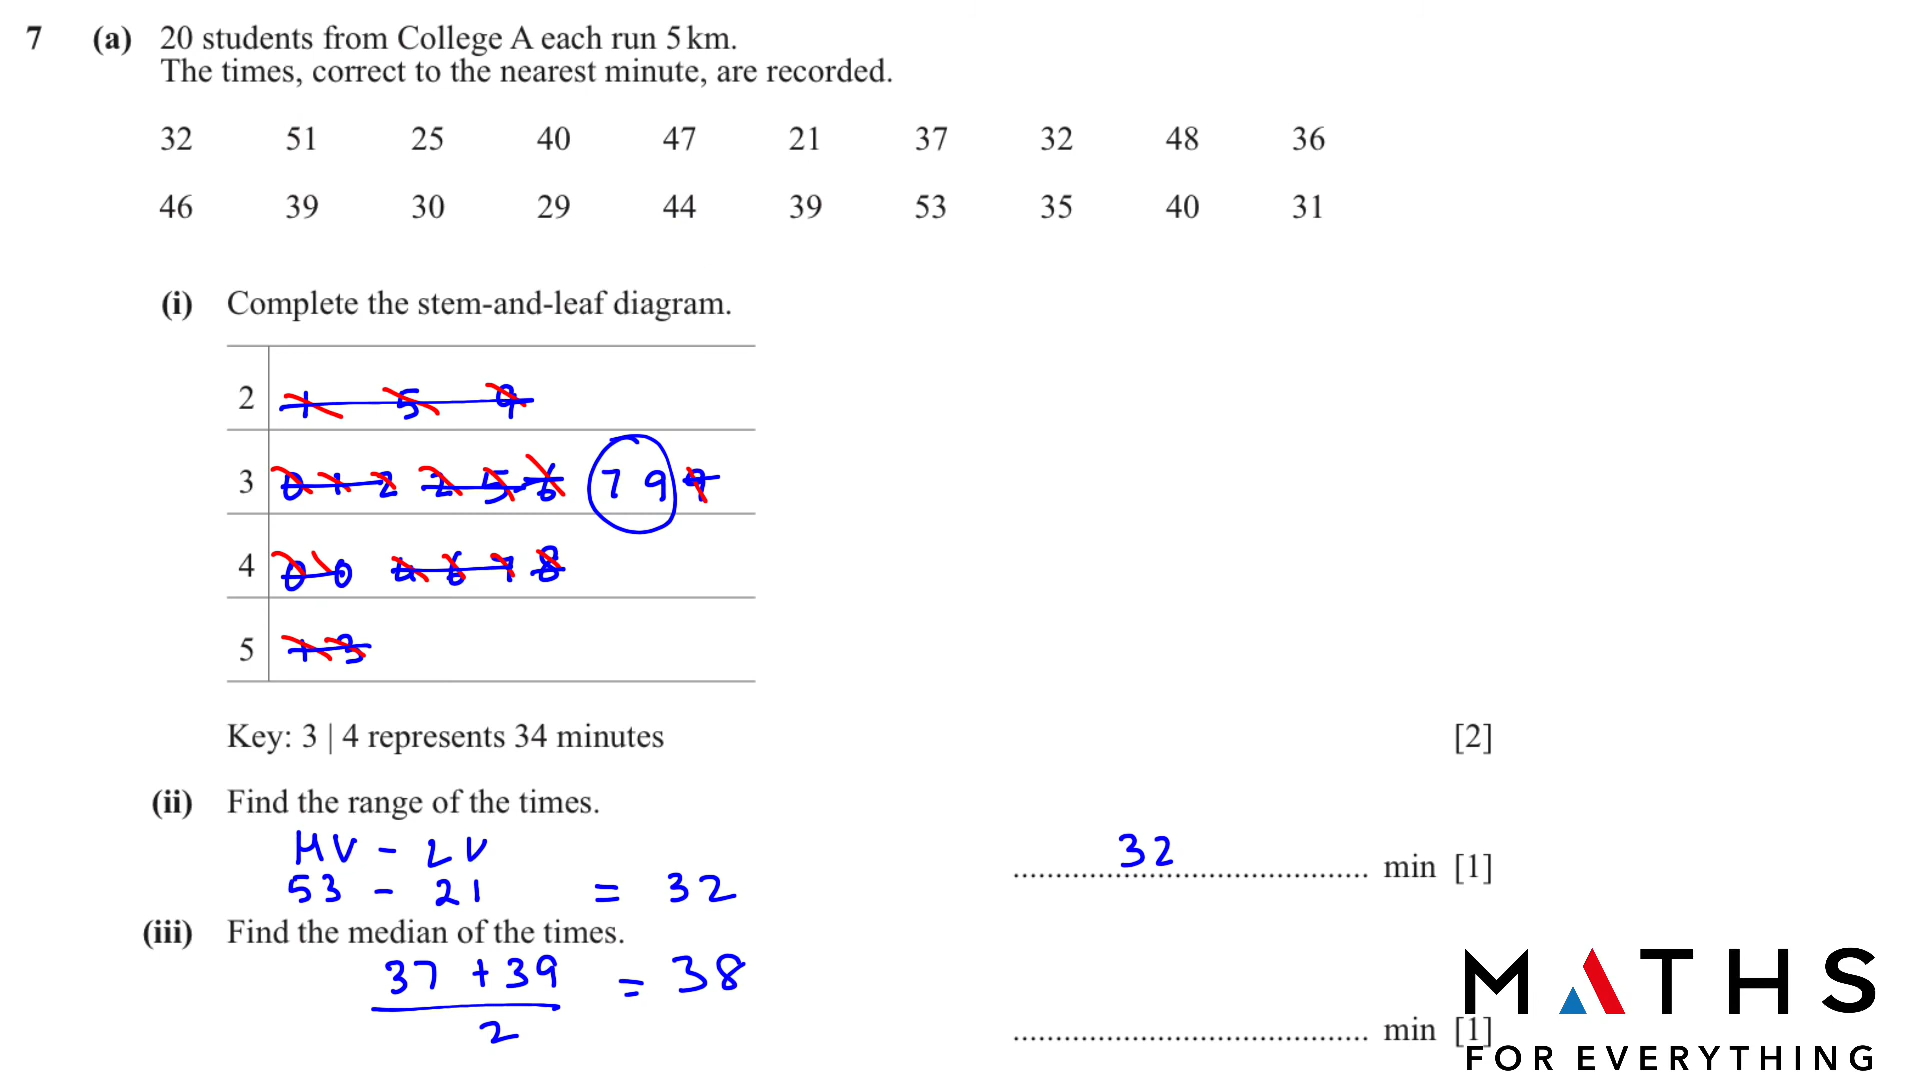 7 (a) 20 students from College A each run 5 km.
The times, correct to the nearest minute, are recorded.
32 51 25 40 47 21 37 32 48 36
46 39 30 29 44 39 53 35 40 31
(i) Complete the stem-and-leaf diagram.
2 1 5 9
3 0 1 2 2 5 6 7 9 9
4 0 0 4 6 7 8
5 1 3
Key: 3 | 4 represents 34 minutes [2]
(ii) Find the range of the times.
HV - LV
53 - 21 = 32
32 min [1]
(iii) Find the median of the times.
37 + 39 = 38
2
min [1]
MATHS
FOR EVERYTHING